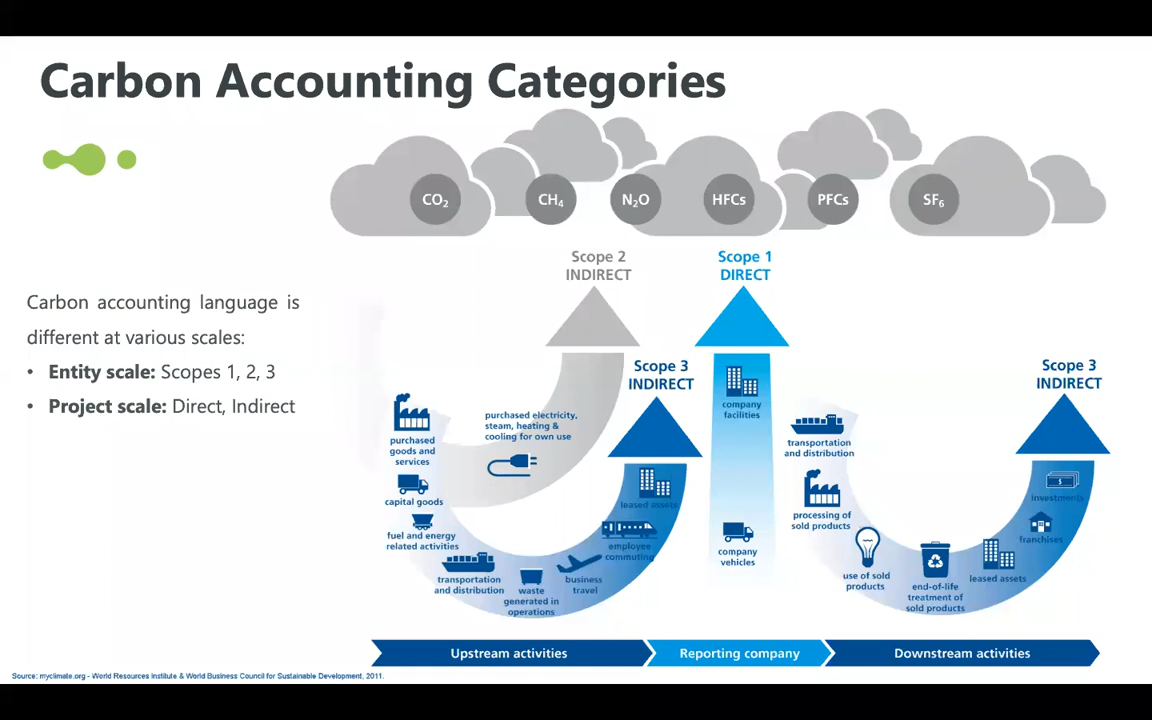 Carbon Accounting Categories
CO₂
CH₄
N₂O
HFCs
PFCs
SF₆
Scope 2
INDIRECT
Scope 1
DIRECT
Carbon accounting language is
different at various scales:
• Entity scale: Scopes 1, 2, 3
• Project scale: Direct, Indirect
Scope 3
INDIRECT
Scope 3
INDIRECT
purchased
goods and
services
capital goods
fuel and energy
related activities
transportation
and distribution
waste
generated in
operations
business
travel
employee
commuting
leased assets
purchased electricity,
steam, heating &
cooling for own use
company
facilities
company
vehicles
transportation
and distribution
processing of
sold products
use of sold
products
end-of-life
treatment of
sold products
leased assets
franchises
$
investments
Upstream activities
Reporting company
Downstream activities
Source: myclimate.org - World Resources Institute & World Business Council for Sustainable Development, 2011.